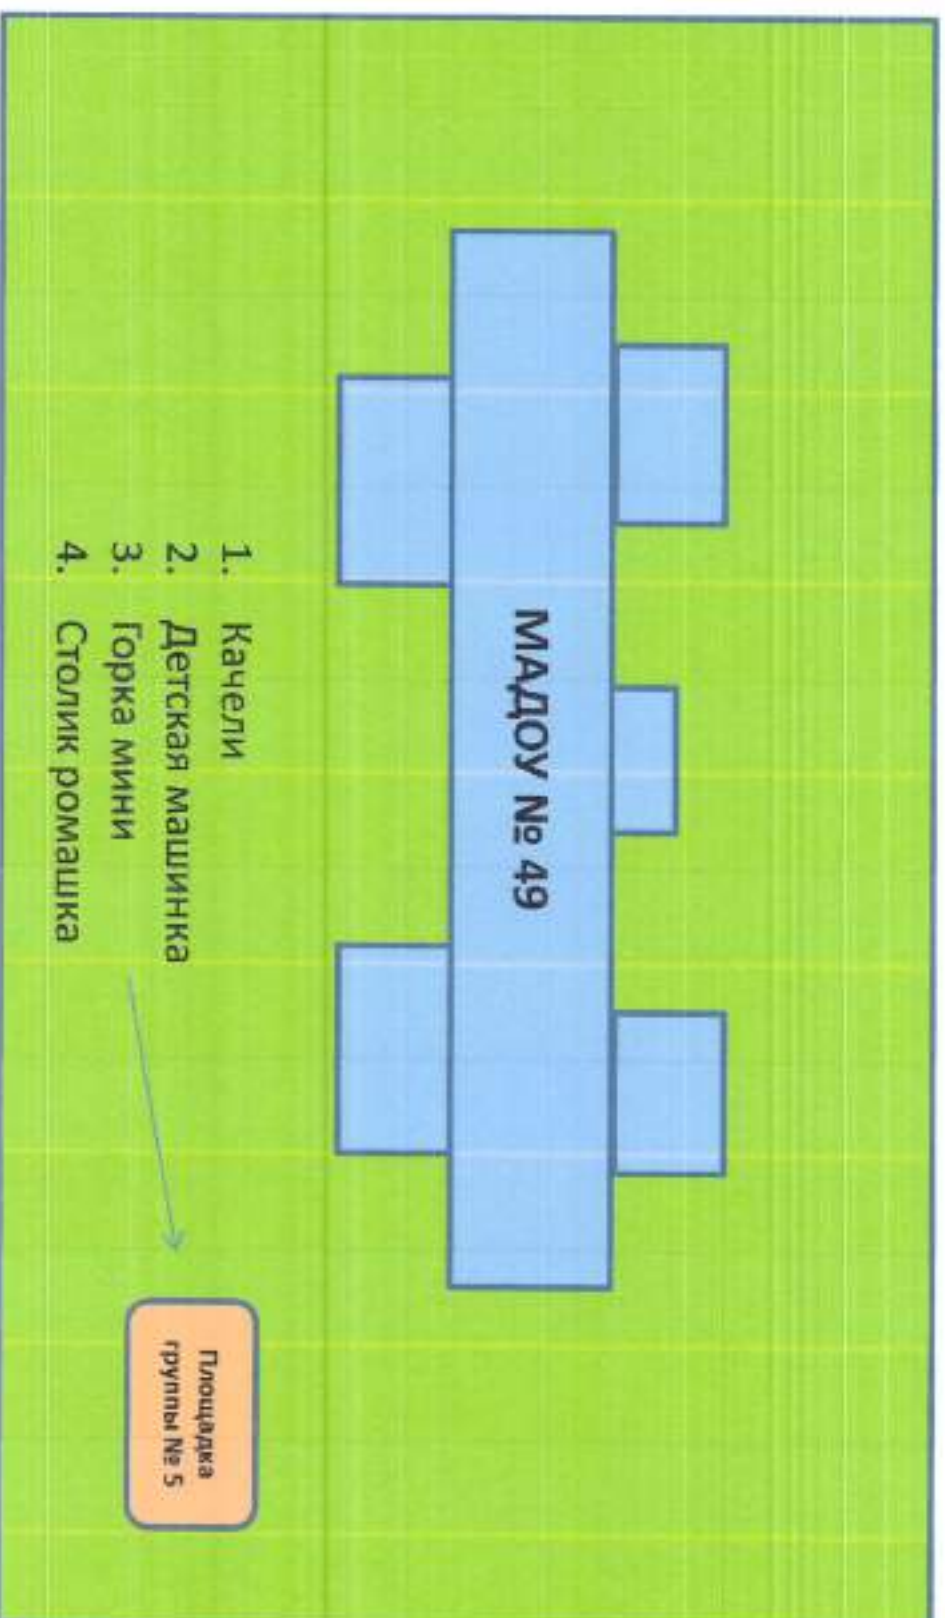 МАДОУ № 49
1. Качели
2. Детская машинка
3. Горка мини
4. Столик ромашка
Площадка
группы № 5